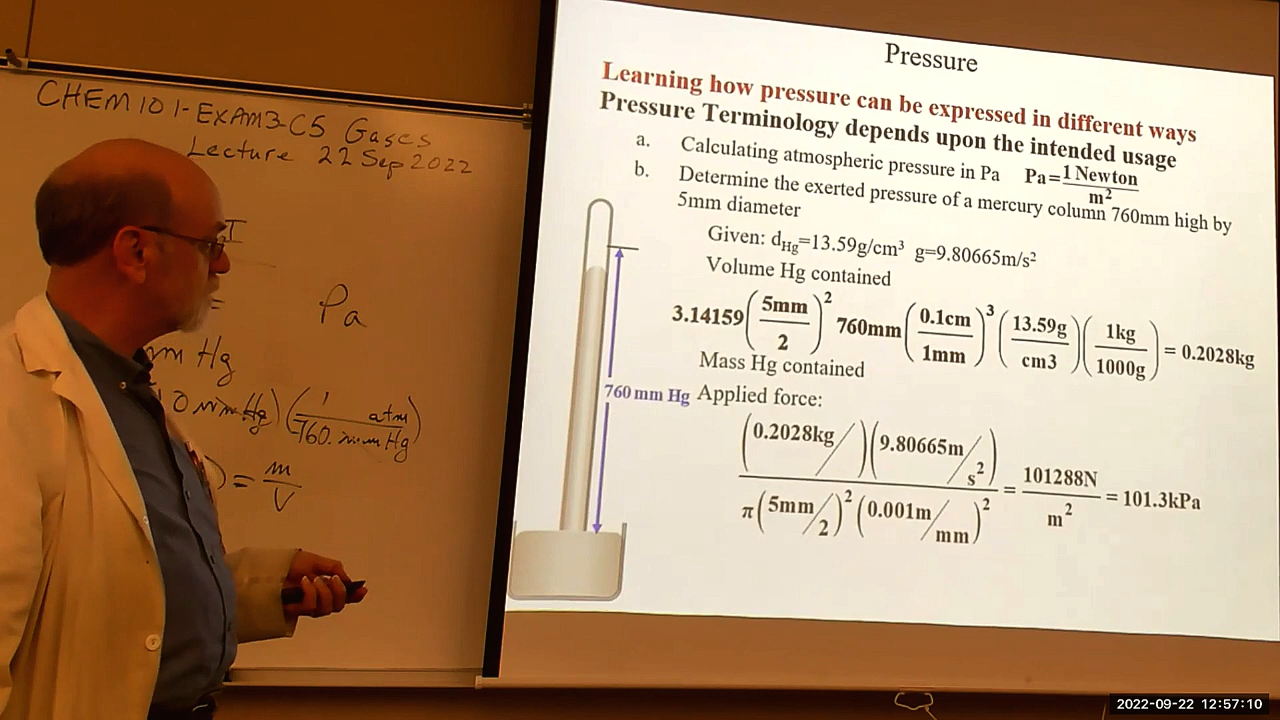 CHEM 101-EXAM3-C5 Gases
Lecture 22 Sep 2022
I
=
Pa
mm Hg
0 mm Hg) (1 atm / 760. mm Hg)
) = m / V
Pressure
Learning how pressure can be expressed in different ways
Pressure Terminology depends upon the intended usage
a. Calculating atmospheric pressure in Pa Pa=1 Newton / m²
b. Determine the exerted pressure of a mercury column 760mm high by
5mm diameter
Given: dHg=13.59g/cm³ g=9.80665m/s²
Volume Hg contained
3.14159(5mm / 2)² 760mm(0.1cm / 1mm)³ (13.59g / cm3)(1kg / 1000g) = 0.2028kg
Mass Hg contained
760 mm Hg Applied force:
(0.2028kg/)(9.80665m/s²)
= 101288N / m² = 101.3kPa
π(5mm/2)²(0.001m/mm)²
2022-09-22 12:57:10